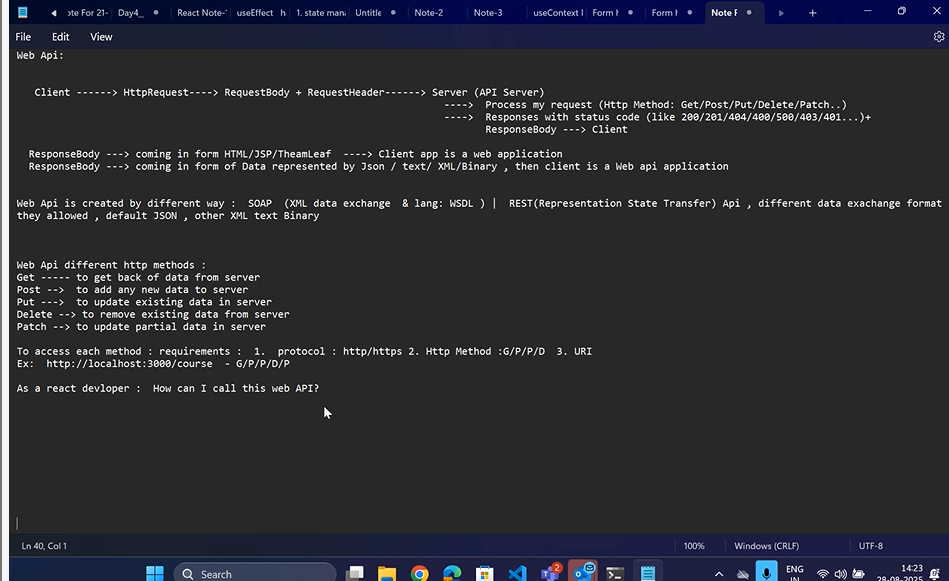 ote For 21- Day4_ React Note- useEffect h 1. state mana Untitle Note-2 Note-3 useContext I Form h Form h Note F
File Edit View
Web Api:
Client ------> HttpRequest----> RequestBody + RequestHeader------> Server (API Server)
----> Process my request (Http Method: Get/Post/Put/Delete/Patch..)
----> Responses with status code (like 200/201/404/400/500/403/401...)+
ResponseBody ---> Client
ResponseBody ---> coming in form HTML/JSP/TheamLeaf ----> Client app is a web application
ResponseBody ---> coming in form of Data represented by Json / text/ XML/Binary , then client is a Web api application
Web Api is created by different way : SOAP (XML data exchange & lang: WSDL ) | REST(Representation State Transfer) Api , different data exachange format
they allowed , default JSON , other XML text Binary
Web Api different http methods :
Get ----- to get back of data from server
Post --> to add any new data to server
Put ---> to update existing data in server
Delete --> to remove existing data from server
Patch --> to update partial data in server
To access each method : requirements : 1. protocol : http/https 2. Http Method :G/P/P/D 3. URI
Ex: http://localhost:3000/course - G/P/P/D/P
As a react devloper : How can I call this web API?
Ln 40, Col 1 100% Windows (CRLF) UTF-8
Search 2 ENG 14:23
IN 28-08-2025